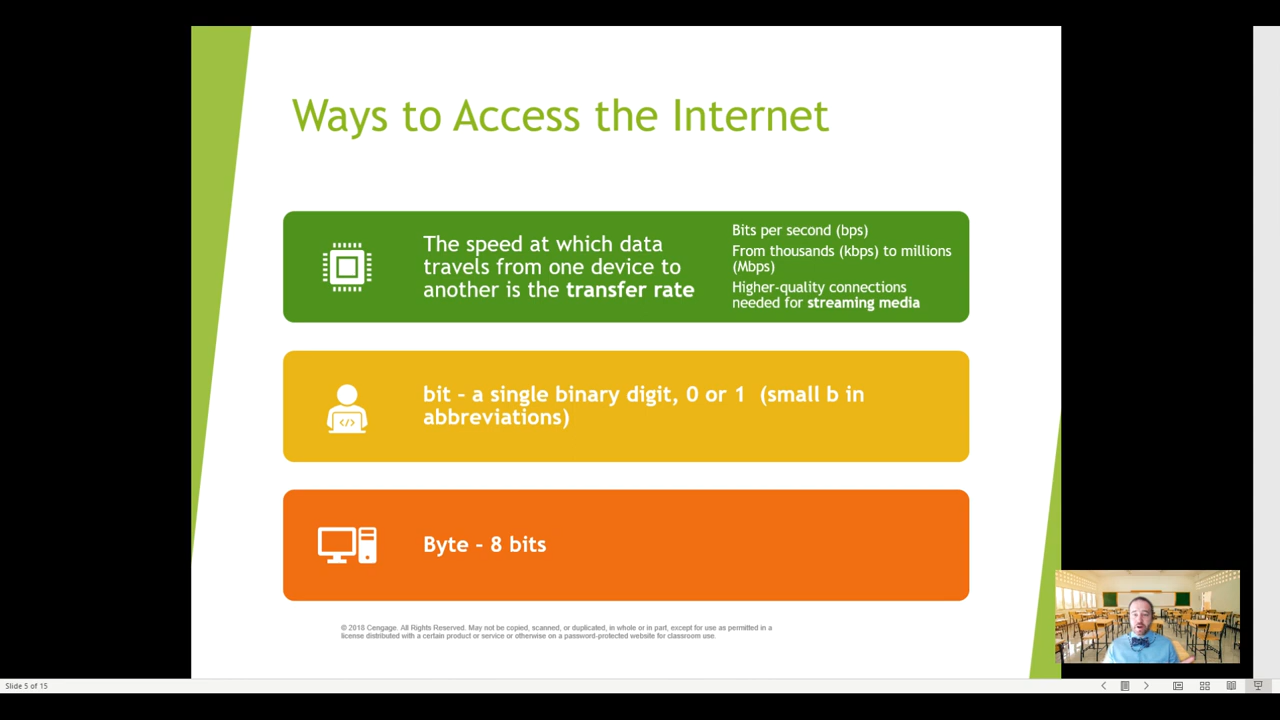 Ways to Access the Internet
The speed at which data
travels from one device to
another is the transfer rate
Bits per second (bps)
From thousands (kbps) to millions
(Mbps)
Higher-quality connections
needed for streaming media
bit – a single binary digit, 0 or 1  (small b in
abbreviations)
Byte – 8 bits
© 2018 Cengage. All Rights Reserved. May not be copied, scanned, or duplicated, in whole or in part, except for use as permitted in a
license distributed with a certain product or service or otherwise on a password-protected website for classroom use.
Slide 5 of 15